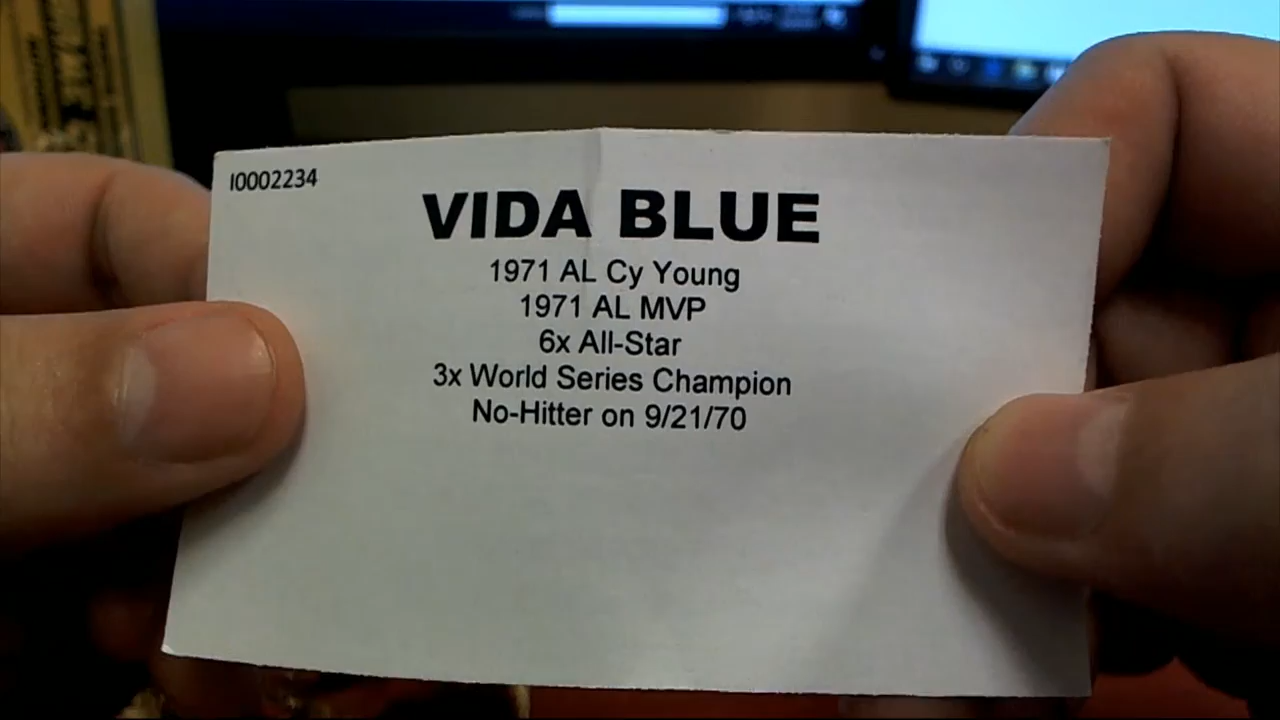 I0002234
VIDA BLUE
1971 AL Cy Young
1971 AL MVP
6x All-Star
3x World Series Champion
No-Hitter on 9/21/70